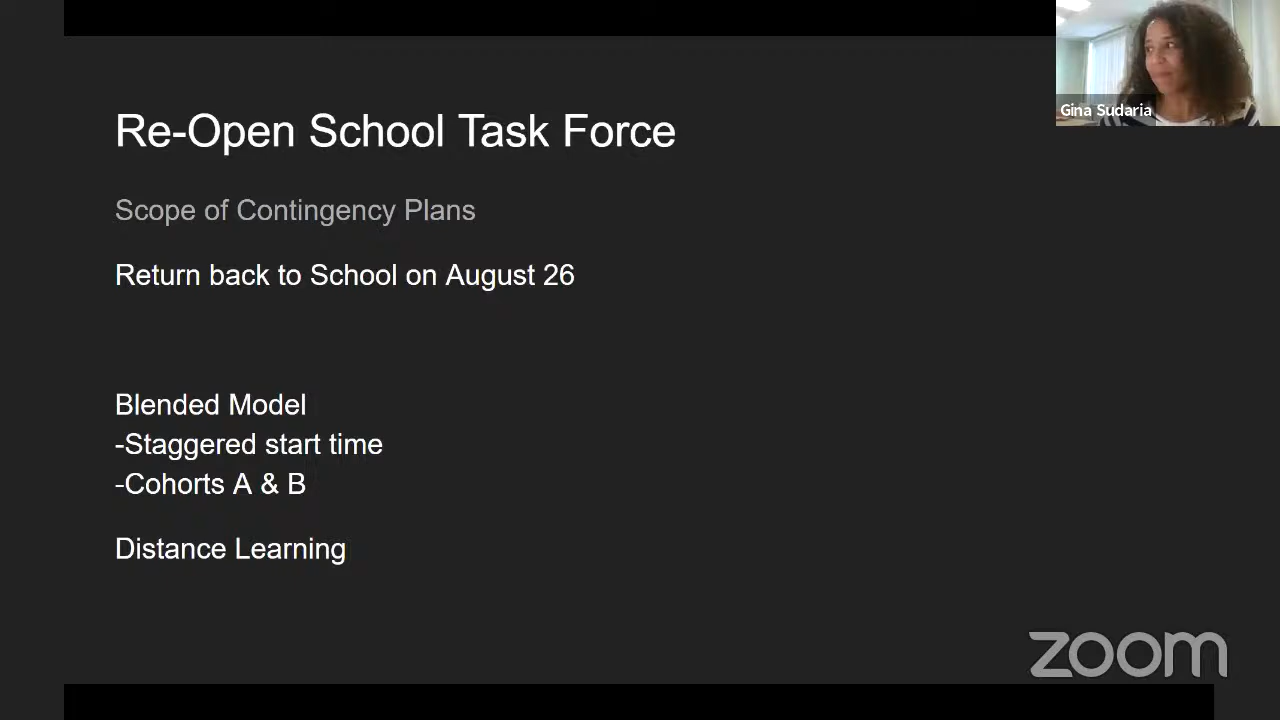 Re-Open School Task Force
Scope of Contingency Plans
Return back to School on August 26
Blended Model
-Staggered start time
-Cohorts A & B
Distance Learning
Gina Sudaria
zoom